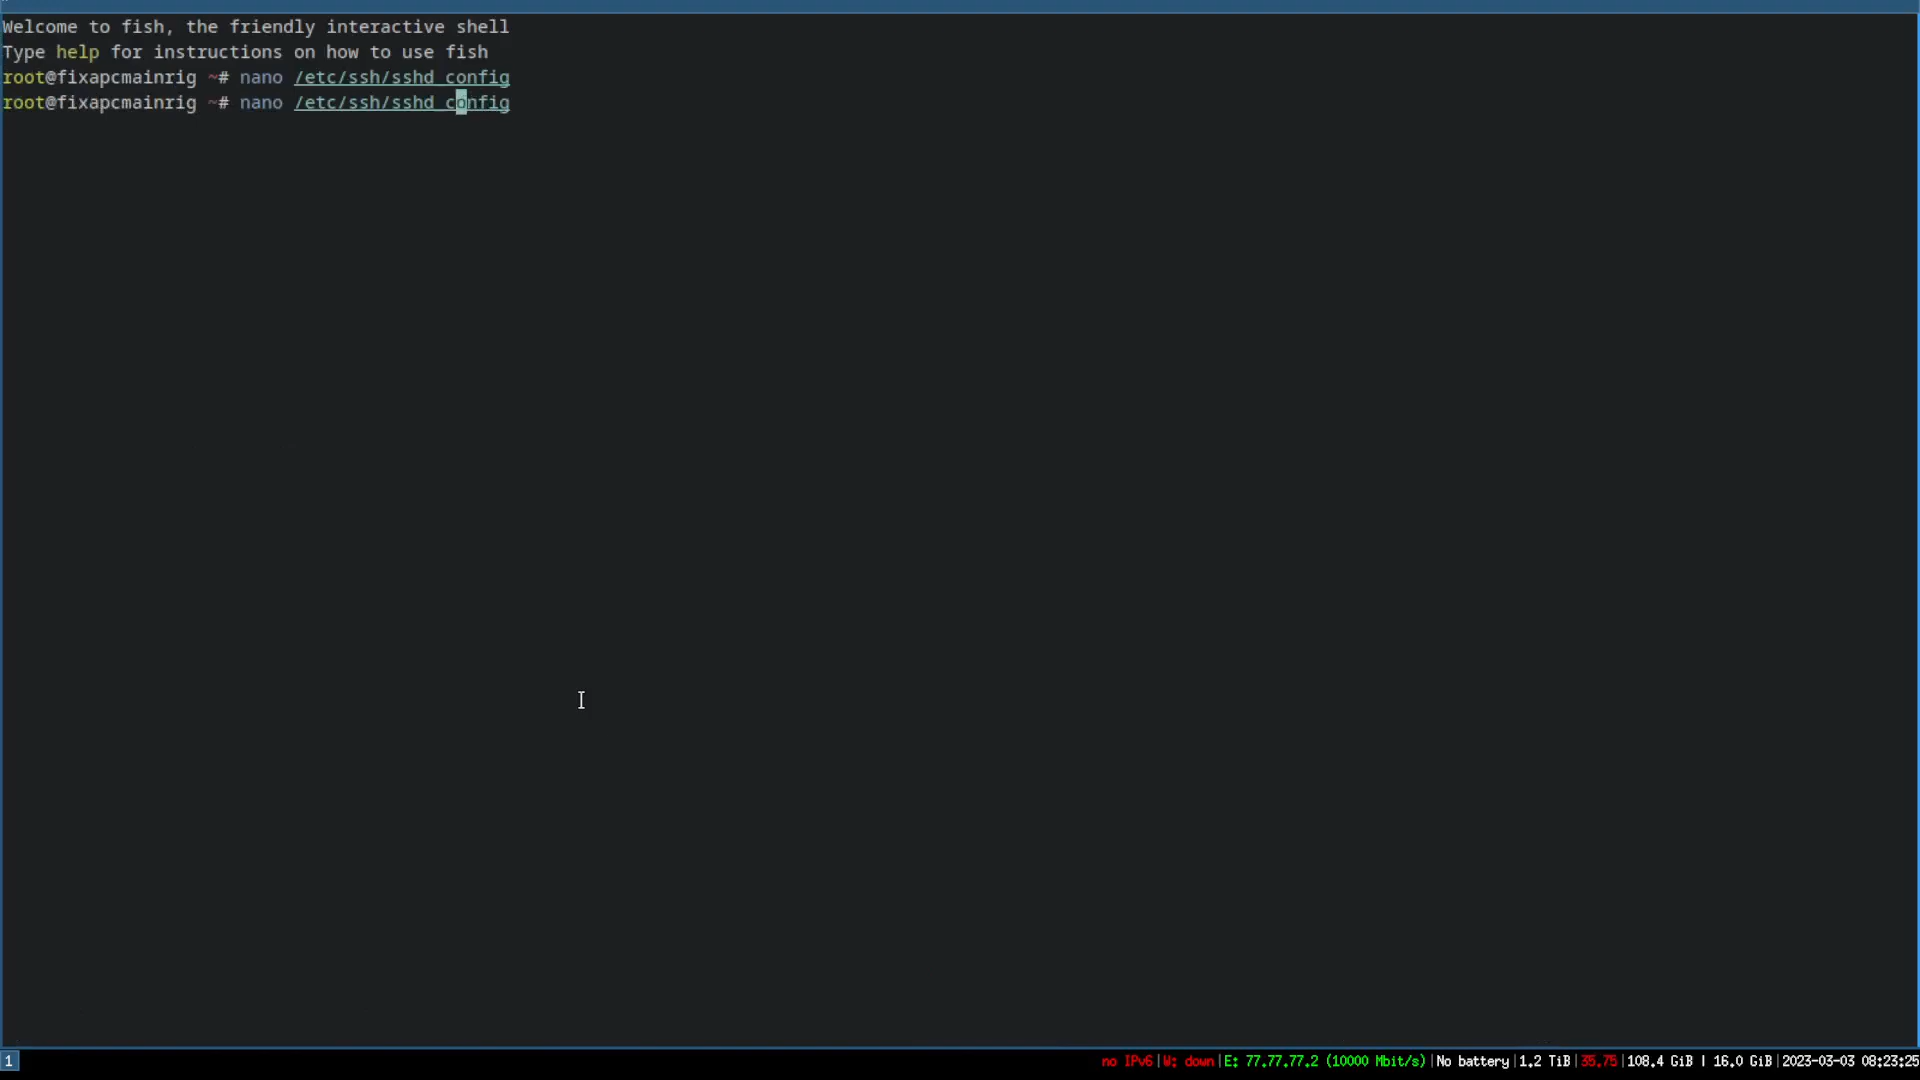 Welcome to fish, the friendly interactive shell
Type help for instructions on how to use fish
root@fixapcmainrig ~# nano /etc/ssh/sshd_config
root@fixapcmainrig ~# nano /etc/ssh/sshd_config
1
no IPv6|W: down|E: 77.77.77.2 (10000 Mbit/s)|No battery|1.2 TiB|35.75|108.4 GiB | 16.0 GiB|2023-03-03 08:23:25